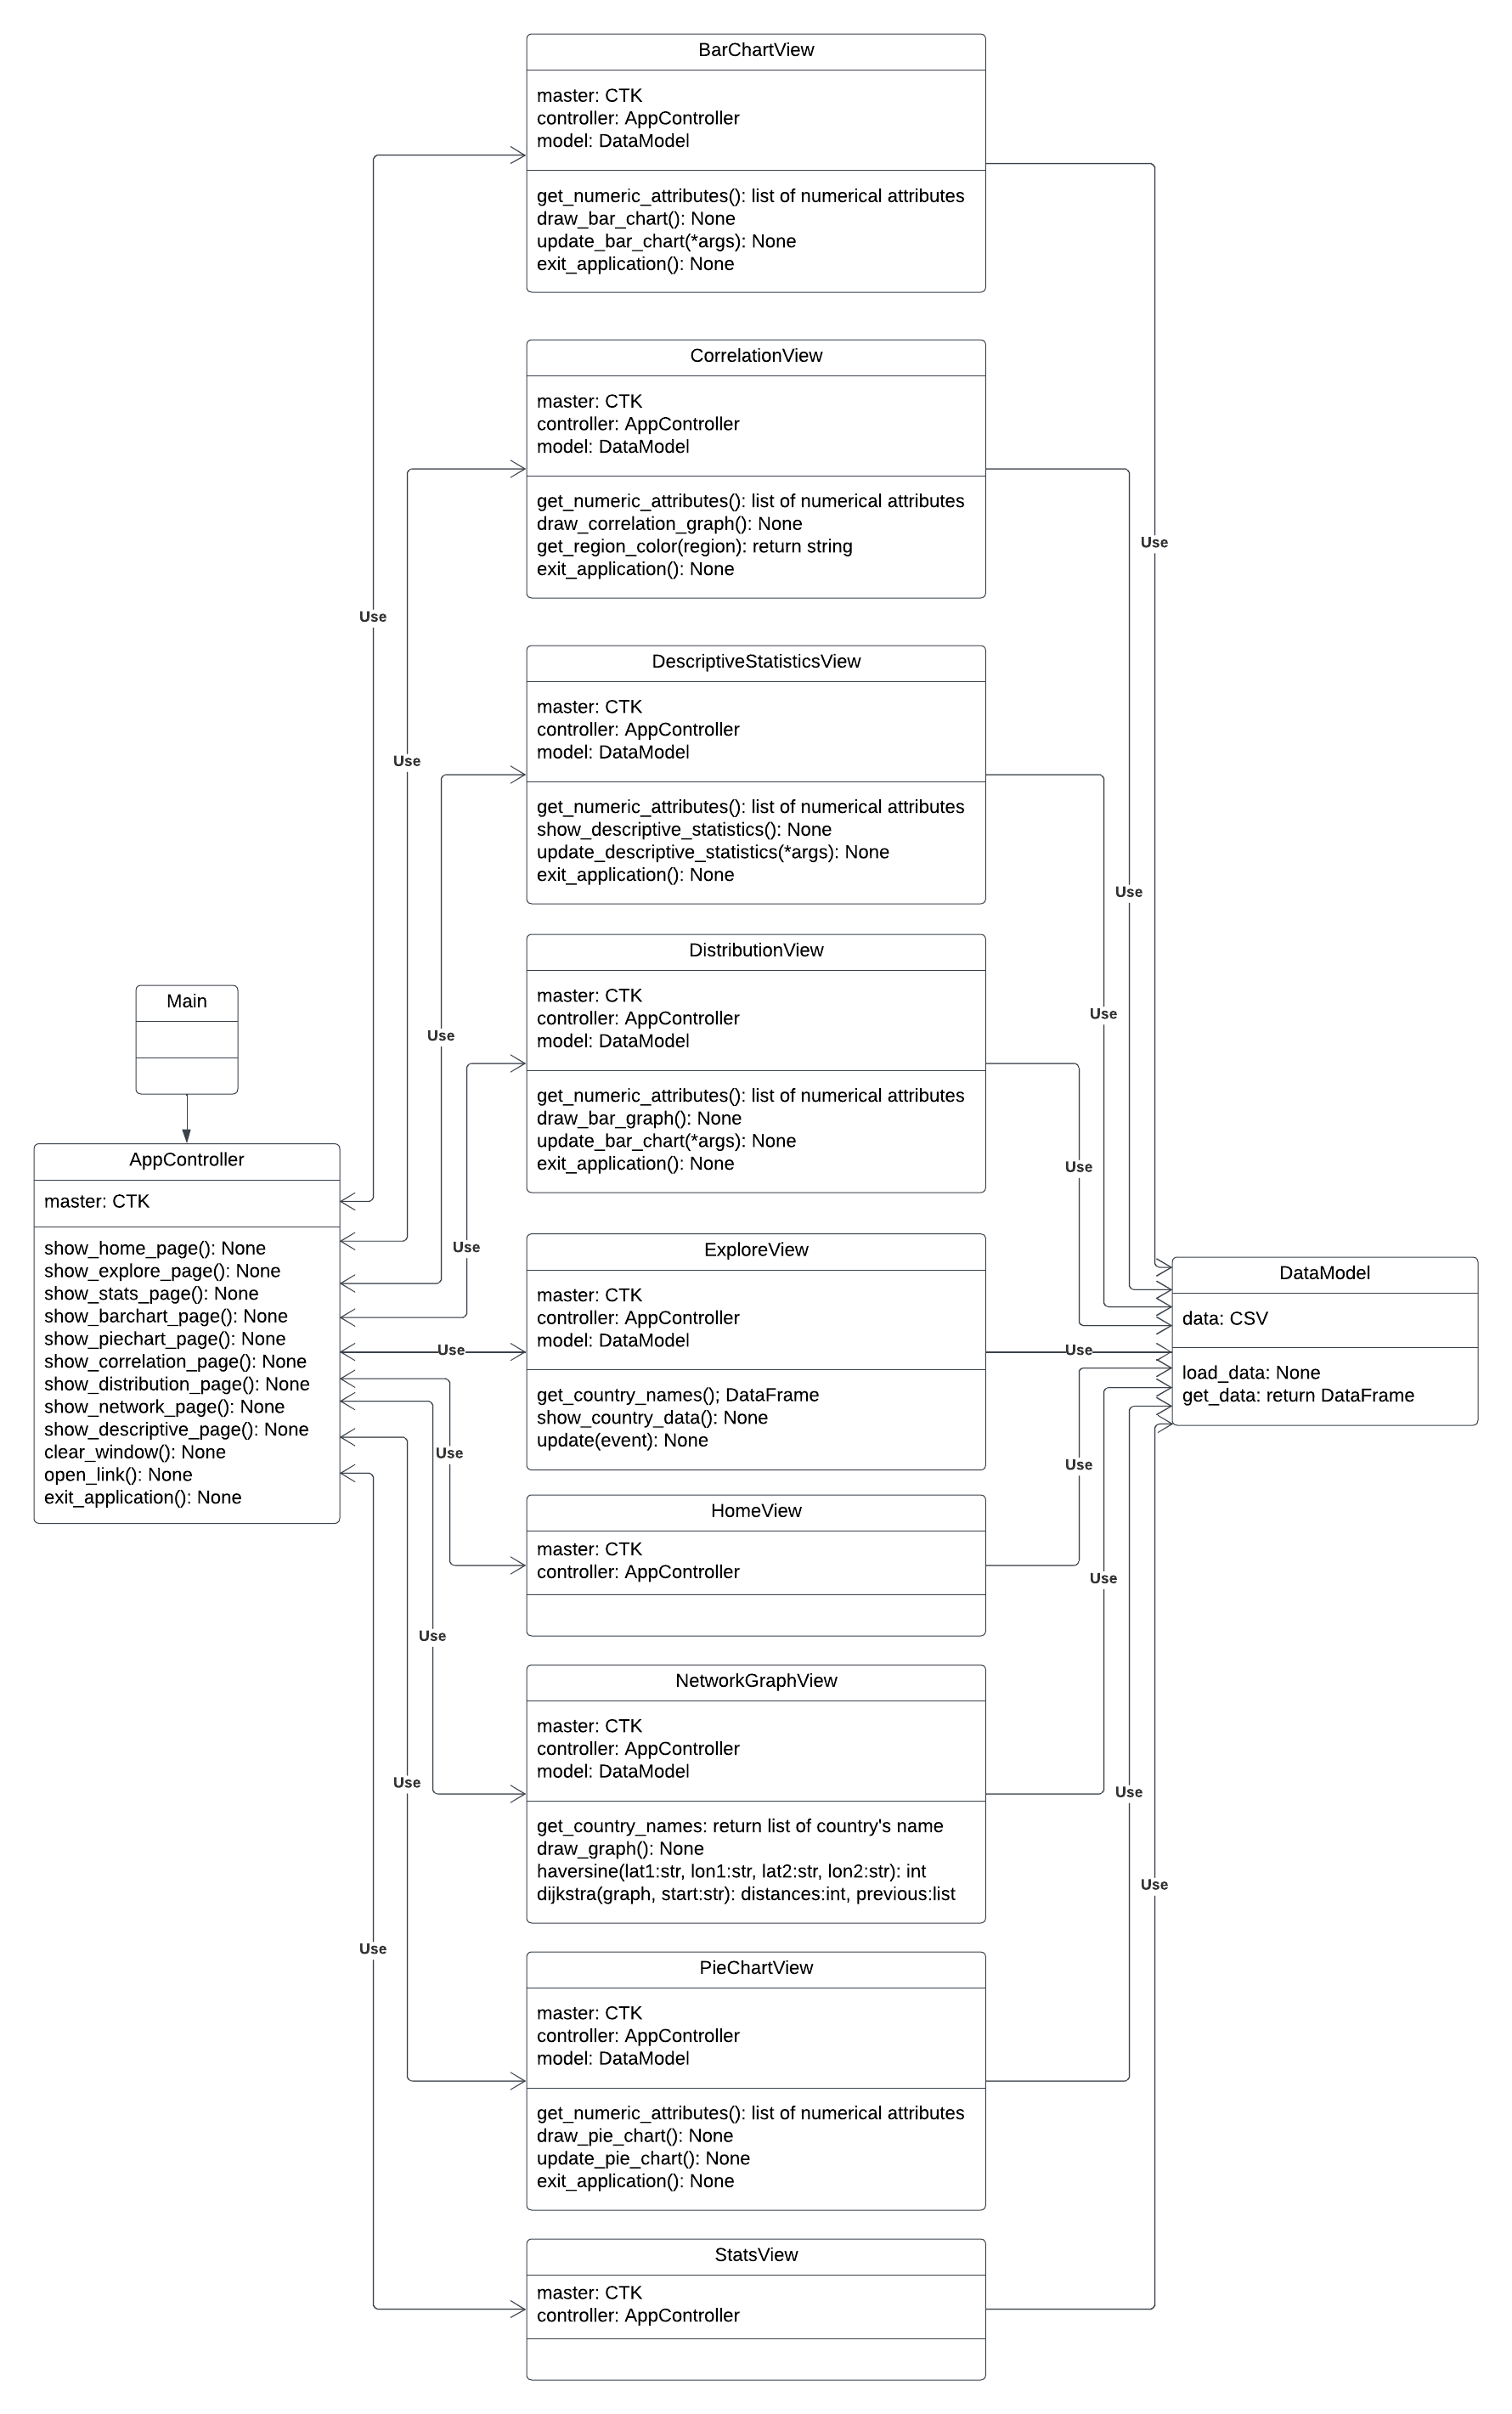 BarChartView
master: CTK
controller: AppController
model: DataModel
get_numeric_attributes(): list of numerical attributes
draw_bar_chart(): None
update_bar_chart(*args): None
exit_application(): None
CorrelationView
master: CTK
controller: AppController
model: DataModel
get_numeric_attributes(): list of numerical attributes
draw_correlation_graph(): None
get_region_color(region): return string
exit_application(): None
Use
Use
Use
DescriptiveStatisticsView
master: CTK
controller: AppController
model: DataModel
get_numeric_attributes(): list of numerical attributes
show_descriptive_statistics(): None
update_descriptive_statistics(*args): None
exit_application(): None
Use
DistributionView
master: CTK
controller: AppController
model: DataModel
get_numeric_attributes(): list of numerical attributes
draw_bar_graph(): None
update_bar_chart(*args): None
exit_application(): None
Use
Use
Use
Use
Main
AppController
master: CTK
show_home_page(): None
show_explore_page(): None
show_stats_page(): None
show_barchart_page(): None
show_piechart_page(): None
show_correlation_page(): None
show_distribution_page(): None
show_network_page(): None
show_descriptive_page(): None
clear_window(): None
open_link(): None
exit_application(): None
ExploreView
master: CTK
controller: AppController
model: DataModel
get_country_names(); DataFrame
show_country_data(): None
update(event): None
Use
Use
DataModel
data: CSV
load_data: None
get_data: return DataFrame
Use
Use
HomeView
master: CTK
controller: AppController
Use
Use
NetworkGraphView
master: CTK
controller: AppController
model: DataModel
get_country_names: return list of country's name
draw_graph(): None
haversine(lat1:str, lon1:str, lat2:str, lon2:str): int
dijkstra(graph, start:str): distances:int, previous:list
Use
Use
Use
Use
PieChartView
master: CTK
controller: AppController
model: DataModel
get_numeric_attributes(): list of numerical attributes
draw_pie_chart(): None
update_pie_chart(): None
exit_application(): None
StatsView
master: CTK
controller: AppController